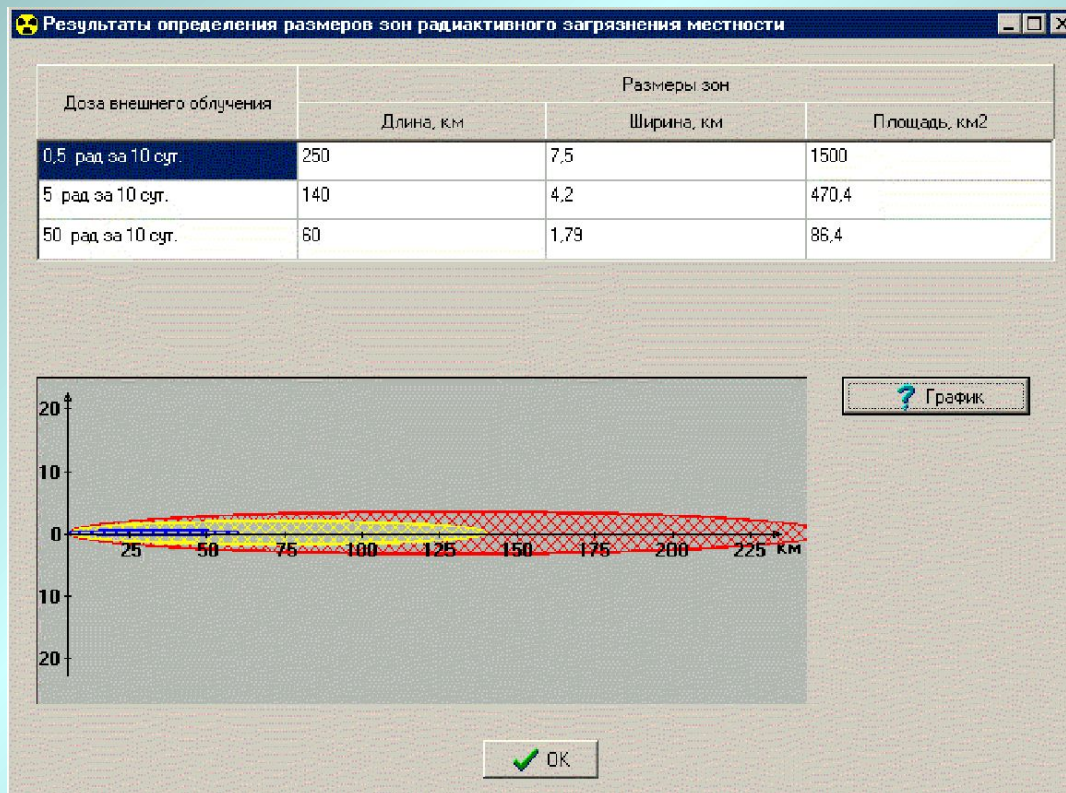 Результаты определения размеров зон радиактивного загрязнения местности
Доза внешнего облучения
Размеры зон
Длина, км
Ширина, км
Площадь, км2
0,5 рад за 10 сут.
250
7,5
1500
5 рад за 10 сут.
140
4,2
470,4
50 рад за 10 сут.
60
1,79
86,4
20
10
0
25 50 75 100 125 150 175 200 225 км
10
20
? График
OK